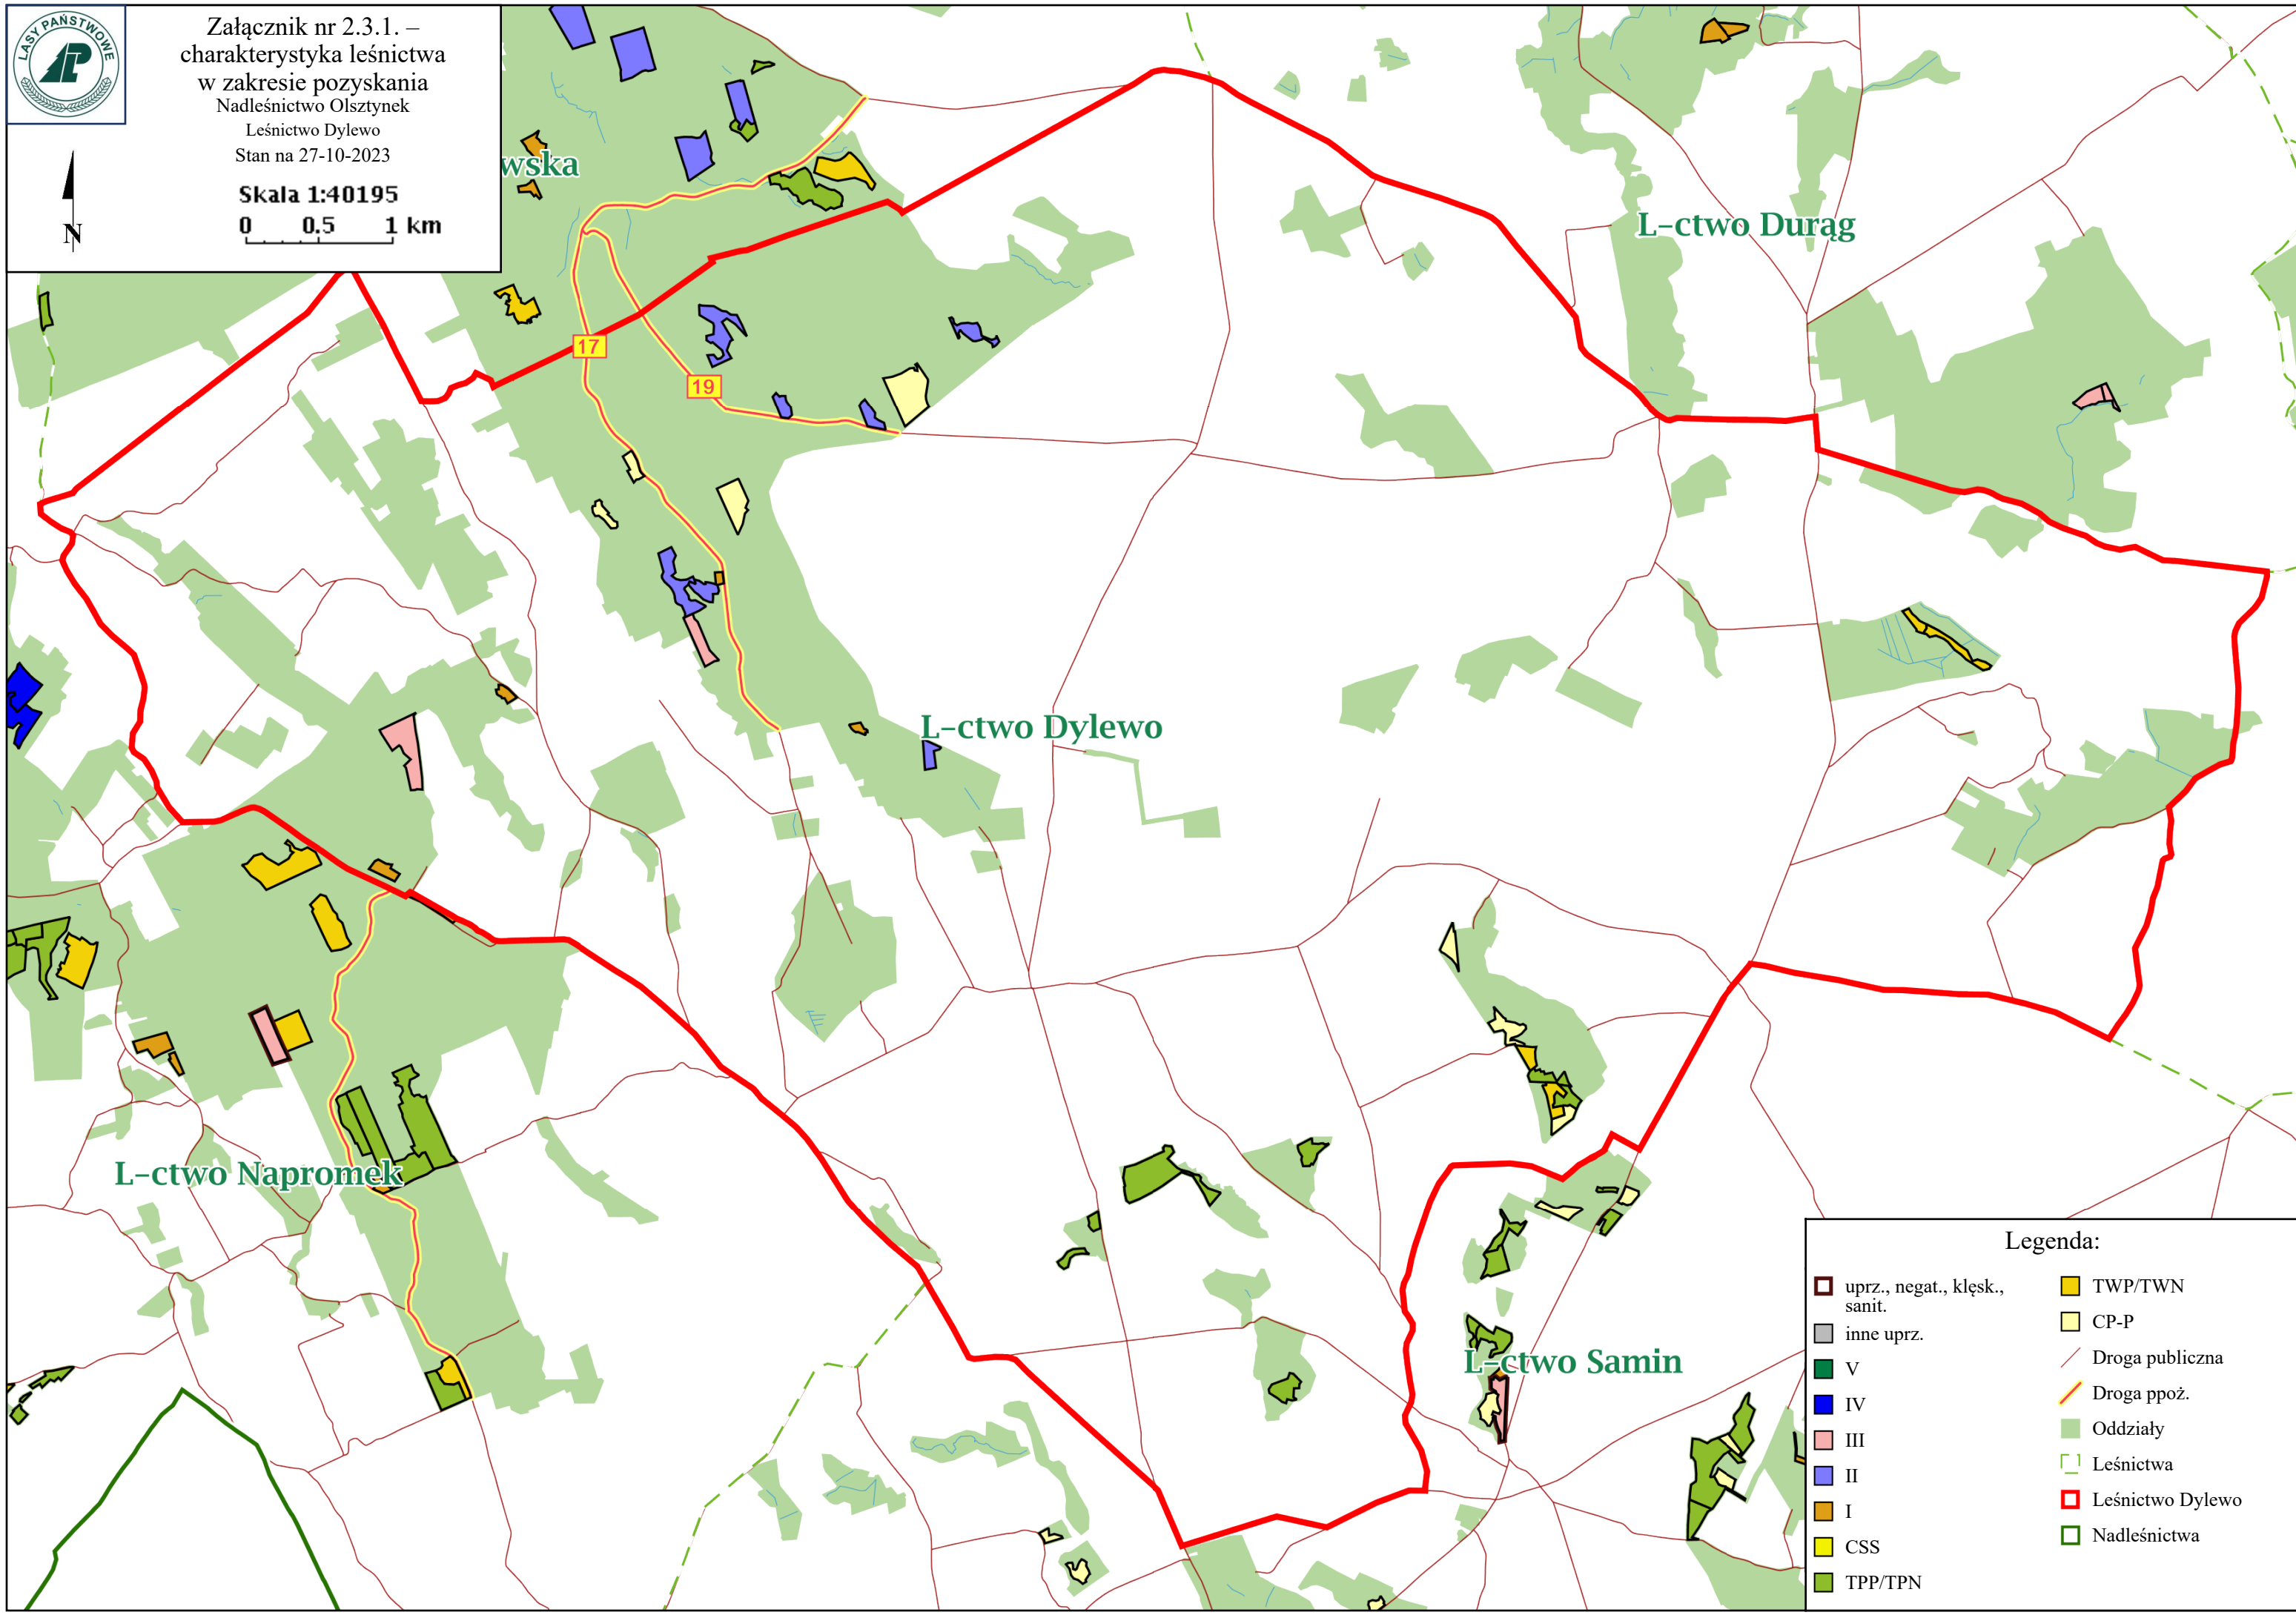 LASY PAŃSTWOWE
Załącznik nr 2.3.1. –
charakterystyka leśnictwa
w zakresie pozyskania
Nadleśnictwo Olsztynek
Leśnictwo Dylewo
Stan na 27-10-2023
Skala 1:40195
0 0.5 1 km
N
wska
L-ctwo Durąg
17
19
L-ctwo Dylewo
L-ctwo Napromek
L-ctwo Samin
Legenda:
uprz., negat., klęsk.,
sanit.
inne uprz.
V
IV
III
II
I
CSS
TPP/TPN
TWP/TWN
CP-P
Droga publiczna
Droga ppoż.
Oddziały
Leśnictwa
Leśnictwo Dylewo
Nadleśnictwa